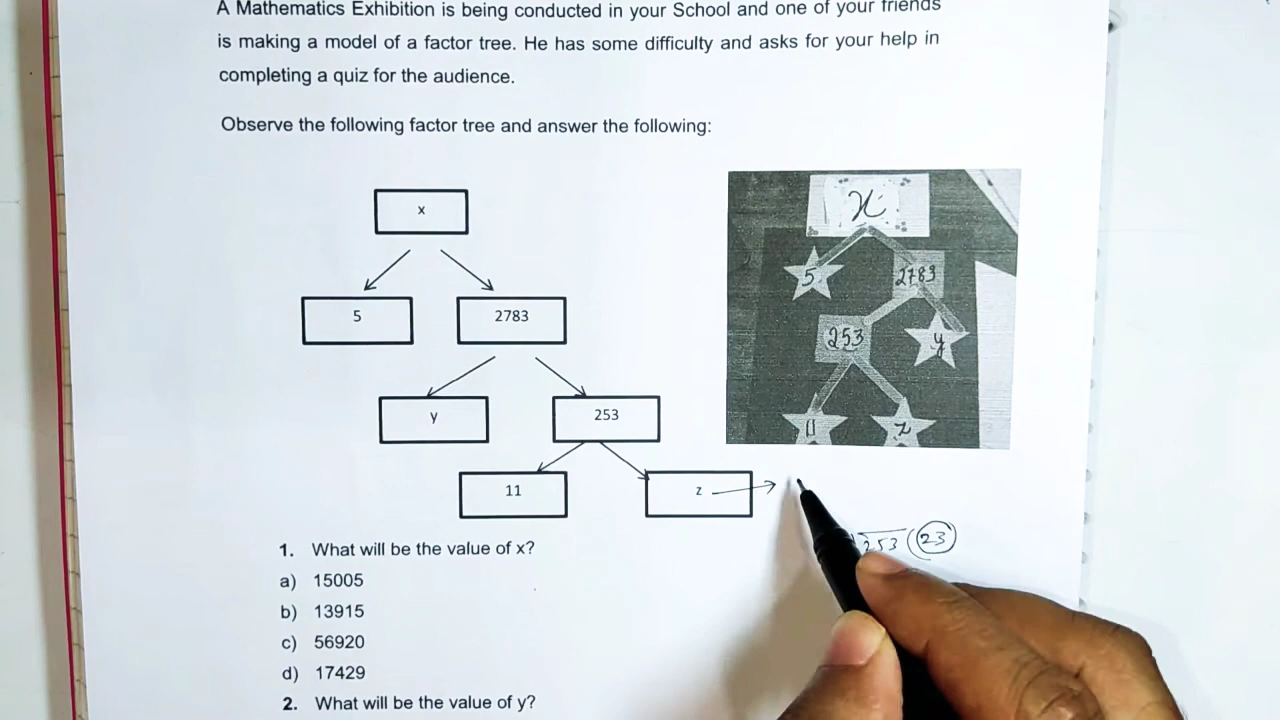 A Mathematics Exhibition is being conducted in your School and one of your friends
is making a model of a factor tree. He has some difficulty and asks for your help in
completing a quiz for the audience.
Observe the following factor tree and answer the following:
x
5
2783
y
253
11
z
x
5
2783
253
y
11
z
253 (23
1. What will be the value of x?
a) 15005
b) 13915
c) 56920
d) 17429
2. What will be the value of y?